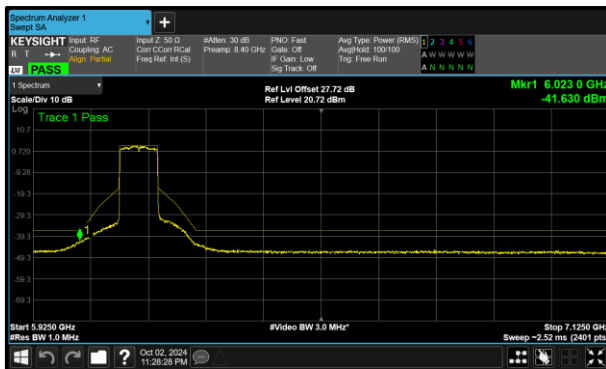 Spectrum Analyzer 1
Swept SA
KEYSIGHT
R T
LXI PASS
Input: RF
Coupling: AC
Align: Partial
Input Z: 50 Ω
Corr CCorr RCal
Freq Ref: Int (S)
#Atten: 30 dB
Preamp: 8.40 GHz
PNO: Fast
Gate: Off
IF Gain: Low
Sig Track: Off
Avg Type: Power (RMS)
Avg|Hold: 100/100
Trig: Free Run
1 2 3 4 5 6
A W W W W W
A N N N N N
1 Spectrum
Scale/Div 10 dB
Ref Lvl Offset 27.72 dB
Ref Level 20.72 dBm
Mkr1 6.023 0 GHz
-41.630 dBm
Log
Trace 1 Pass
10.7
0.720
-9.28
-19.3
-29.3
-39.3
-49.3
-59.3
-69.3
1
Start 5.9250 GHz
#Res BW 1.0 MHz
#Video BW 3.0 MHz*
Stop 7.1250 GHz
Sweep ~2.52 ms (2401 pts)
?
Oct 02, 2024
11:28:28 PM